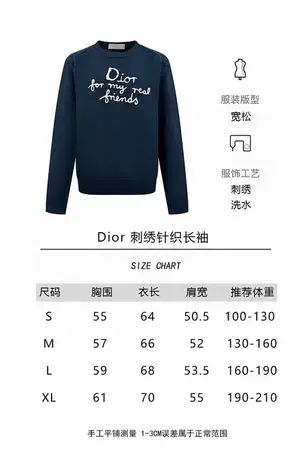 Dior
for my real
friends
服装版型
宽松
服饰工艺
刺绣
洗水
Dior 刺绣针织长袖
SIZE CHART
尺码 胸围 衣长 肩宽 推荐体重
S 55 64 50.5 100-130
M 57 66 52 130-160
L 59 68 53.5 160-190
XL 61 70 55 190-210
手工平铺测量 1-3CM误差属于正常范围